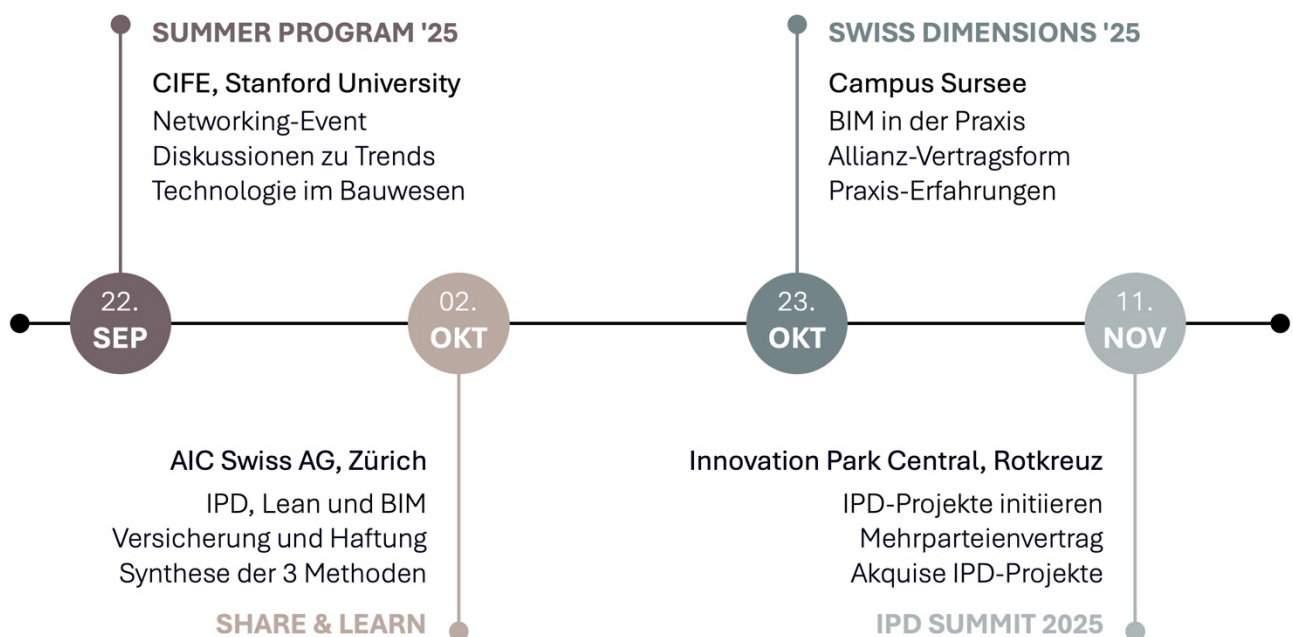 SUMMER PROGRAM '25
CIFE, Stanford University
Networking-Event
Diskussionen zu Trends
Technologie im Bauwesen
SWISS DIMENSIONS '25
Campus Sursee
BIM in der Praxis
Allianz-Vertragsform
Praxis-Erfahrungen
22.
SEP
02.
OKT
23.
OKT
11.
NOV
AIC Swiss AG, Zürich
IPD, Lean und BIM
Versicherung und Haftung
Synthese der 3 Methoden
SHARE & LEARN
Innovation Park Central, Rotkreuz
IPD-Projekte initiieren
Mehrparteienvertrag
Akquise IPD-Projekte
IPD SUMMIT 2025